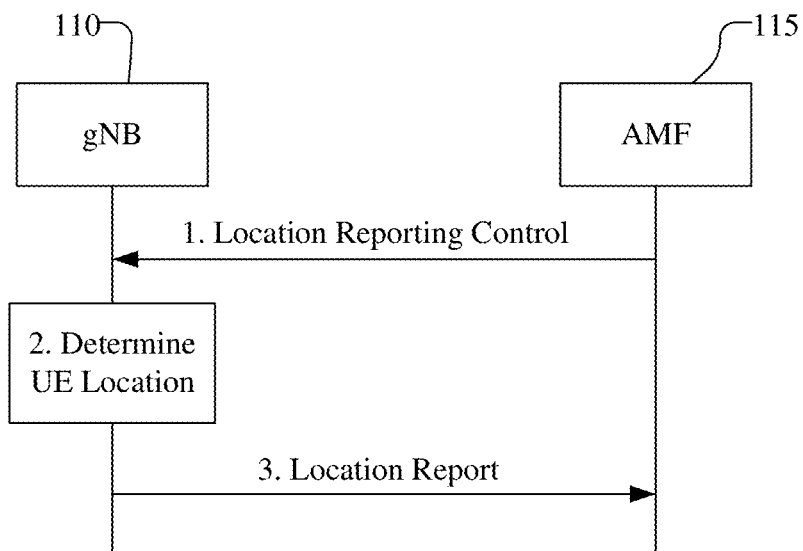 110
115
gNB
AMF
1. Location Reporting Control
2. Determine
UE Location
3. Location Report